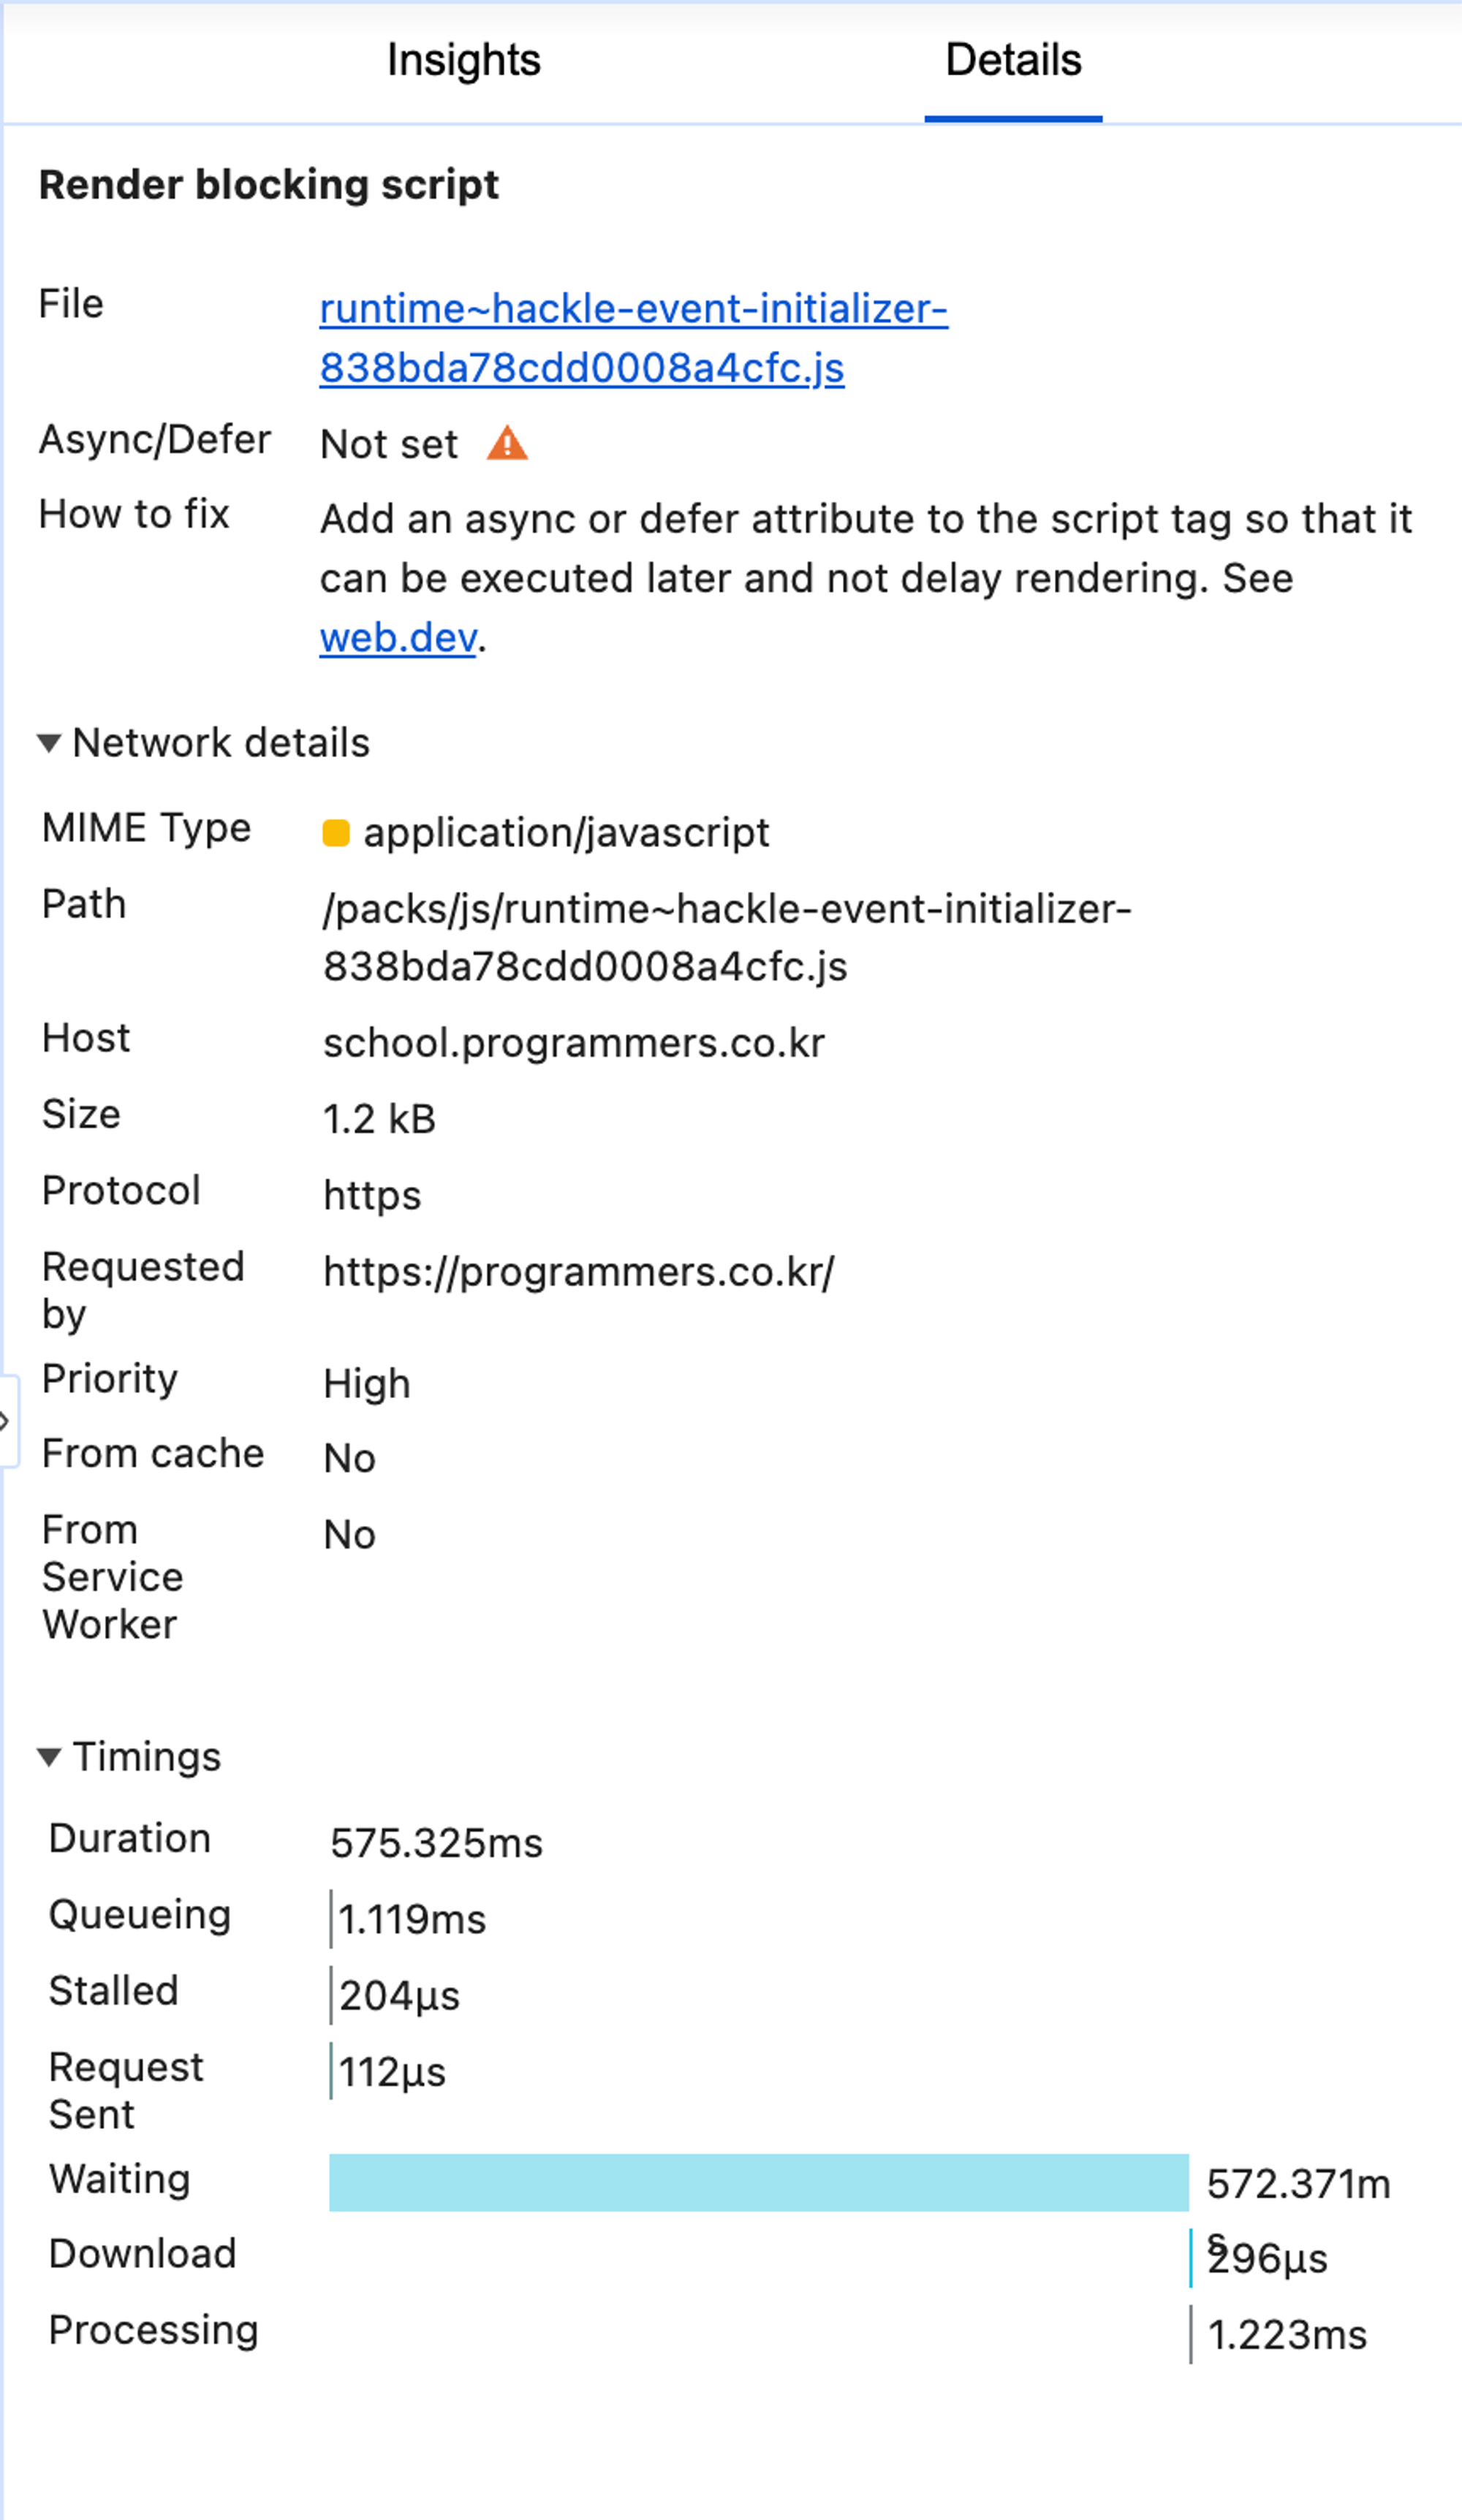 Insights
Details
Render blocking script
File
runtime~hackle-event-initializer-
838bda78cdd0008a4cfc.js
Async/Defer
Not set
How to fix
Add an async or defer attribute to the script tag so that it
can be executed later and not delay rendering. See
web.dev.
Network details
MIME Type
application/javascript
Path
/packs/js/runtime~hackle-event-initializer-
838bda78cdd0008a4cfc.js
Host
school.programmers.co.kr
Size
1.2 kB
Protocol
https
Requested
by
https://programmers.co.kr/
Priority
High
From cache
No
From
Service
Worker
No
Timings
Duration
575.325ms
Queueing
1.119ms
Stalled
204µs
Request
Sent
112µs
Waiting
572.371m
s
Download
296µs
Processing
1.223ms